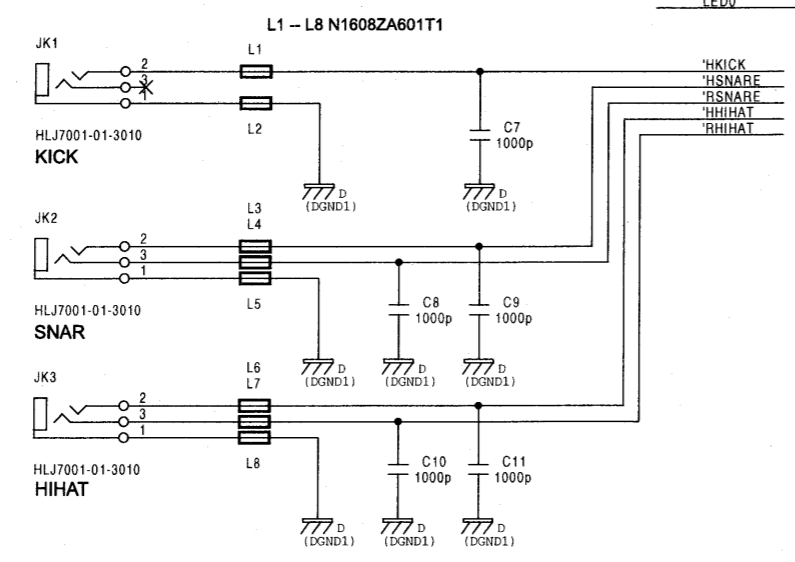 LED0
L1 -- L8 N1608ZA601T1
JK1
L1
2
'HKICK
3
'HSNARE
1
'RSNARE
'HHIHAT
L2
C7
'RHIHAT
HLJ7001-01-3010
1000p
KICK
D
D
(DGND1)
(DGND1)
L3
JK2
L4
2
3
1
HLJ7001-01-3010
L5
C8
C9
1000p
1000p
SNAR
D
D
D
(DGND1)
(DGND1)
(DGND1)
L6
JK3
L7
2
3
1
HLJ7001-01-3010
L8
C10
C11
1000p
1000p
HIHAT
D
D
D
(DGND1)
(DGND1)
(DGND1)